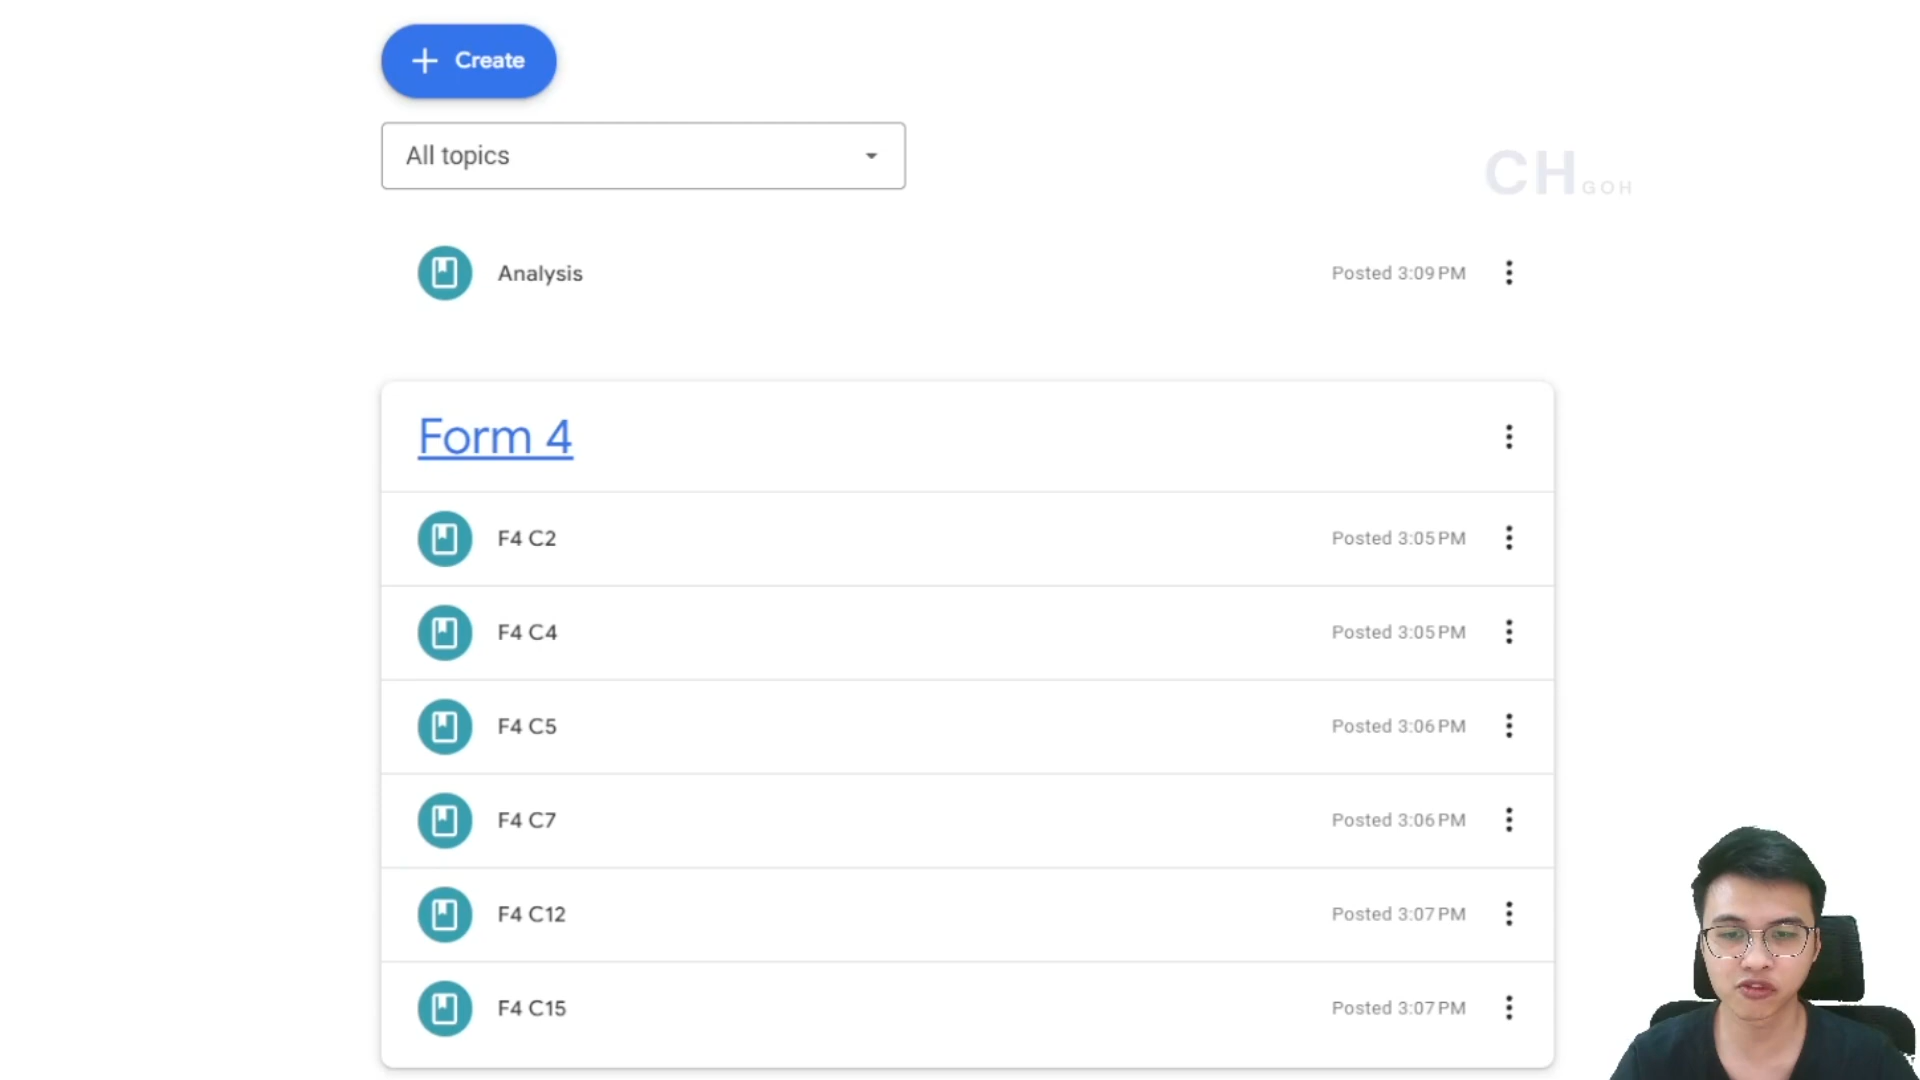 Create
All topics
CH GOH
Analysis
Posted 3:09 PM
Form 4
F4 C2
Posted 3:05 PM
F4 C4
Posted 3:05 PM
F4 C5
Posted 3:06 PM
F4 C7
Posted 3:06 PM
F4 C12
Posted 3:07 PM
F4 C15
Posted 3:07 PM